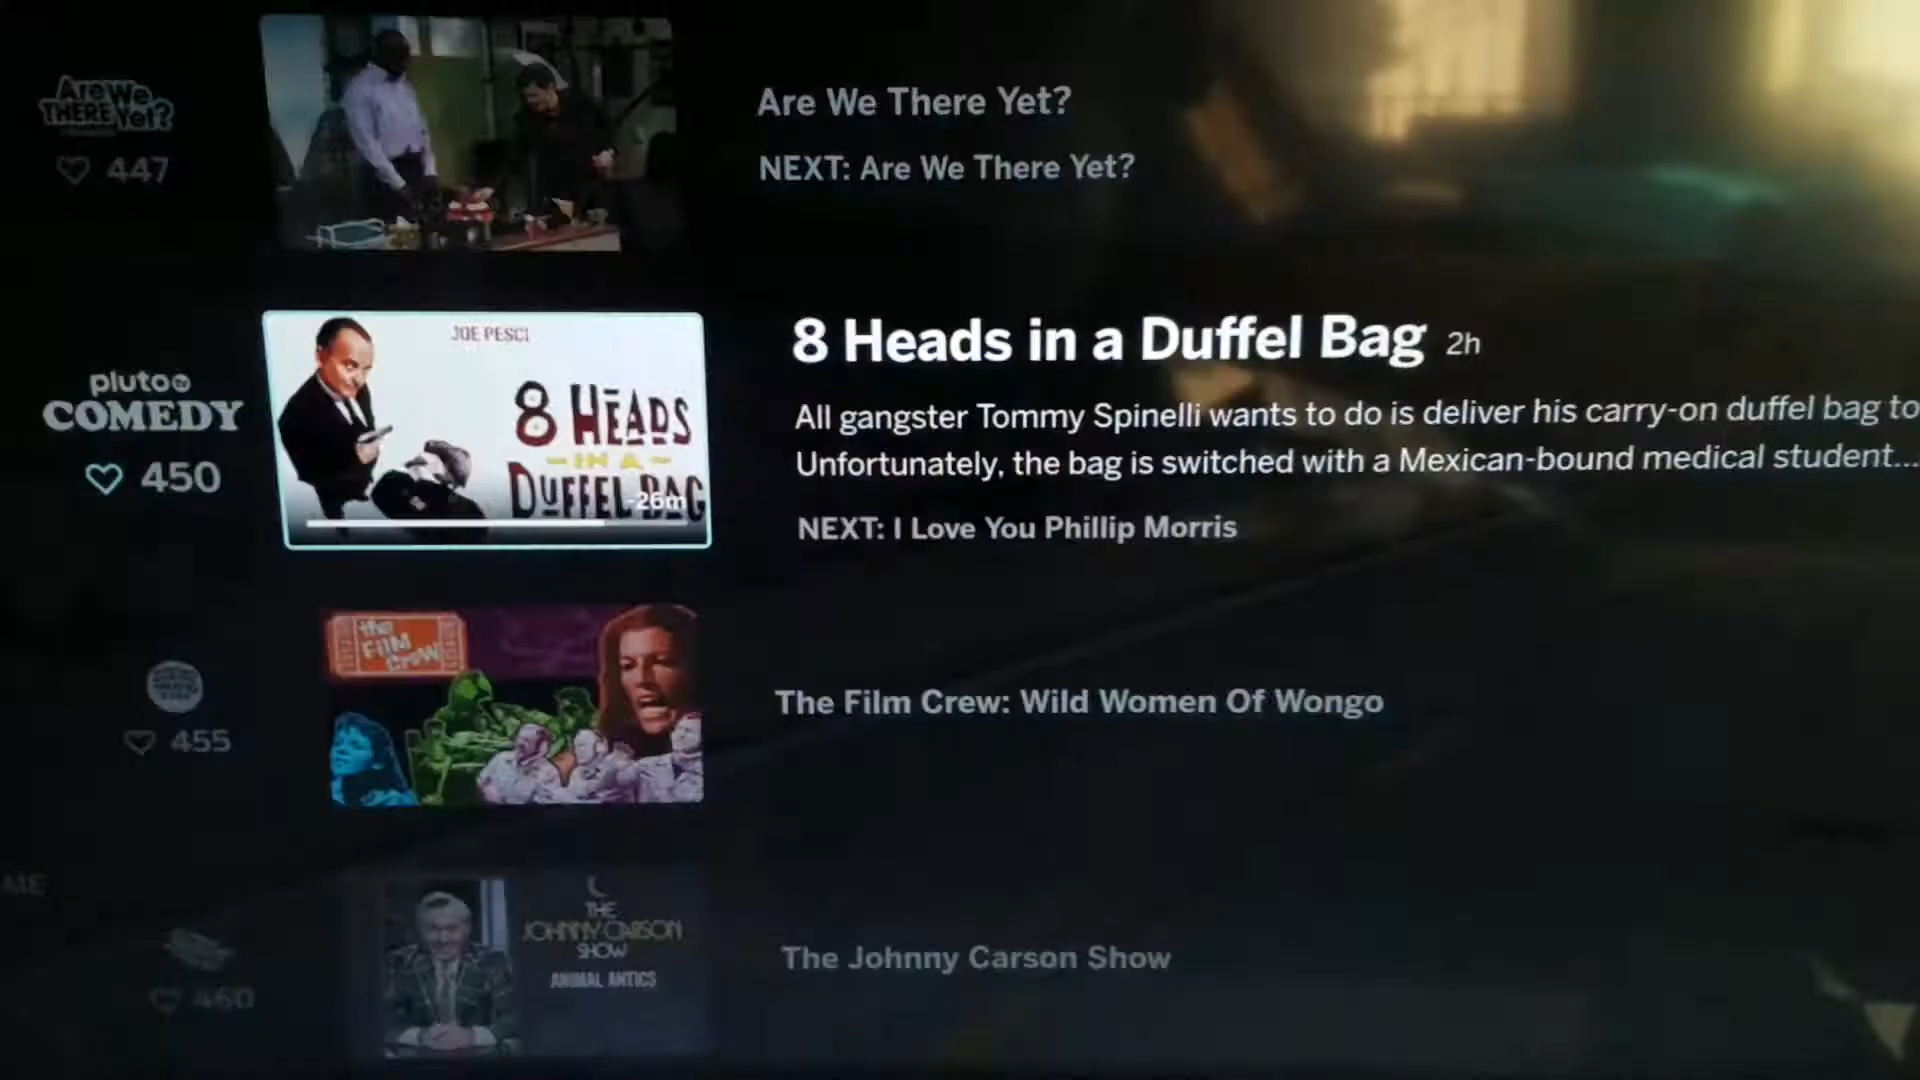 Are We
THERE Yet?
447
Are We There Yet?
NEXT: Are We There Yet?
pluto tv
COMEDY
450
JOE PESCI
8 HEADS
-IN A-
DUFFEL BAG
-26m
8 Heads in a Duffel Bag 2h
All gangster Tommy Spinelli wants to do is deliver his carry-on duffel bag to
Unfortunately, the bag is switched with a Mexican-bound medical student...
NEXT: I Love You Phillip Morris
455
the
FILM
CREW
The Film Crew: Wild Women Of Wongo
ME
460
THE
JOHNNY CARSON
SHOW
ANIMAL ANTICS
The Johnny Carson Show